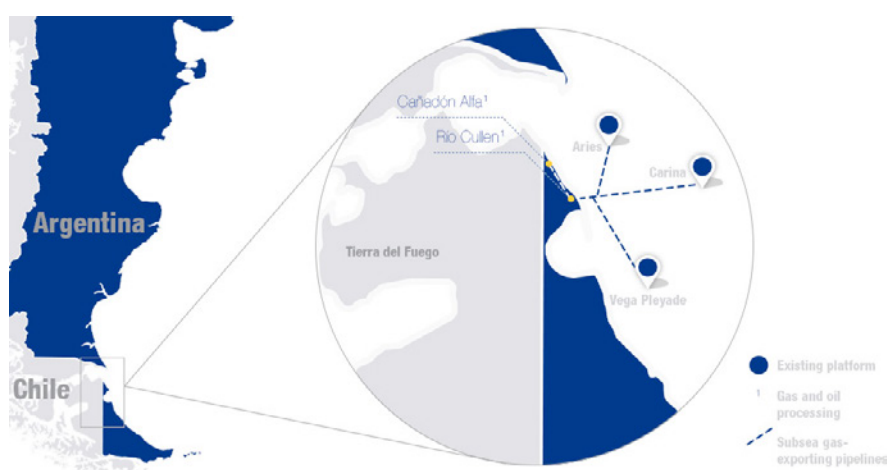 Argentina
Chile
Cañadón Alfa¹
Rio Cullen¹
Aries
Carina
Tierra del Fuego
Vega Pleyade
Existing platform
¹ Gas and oil
processing
Subsea gas-
exporting pipelines